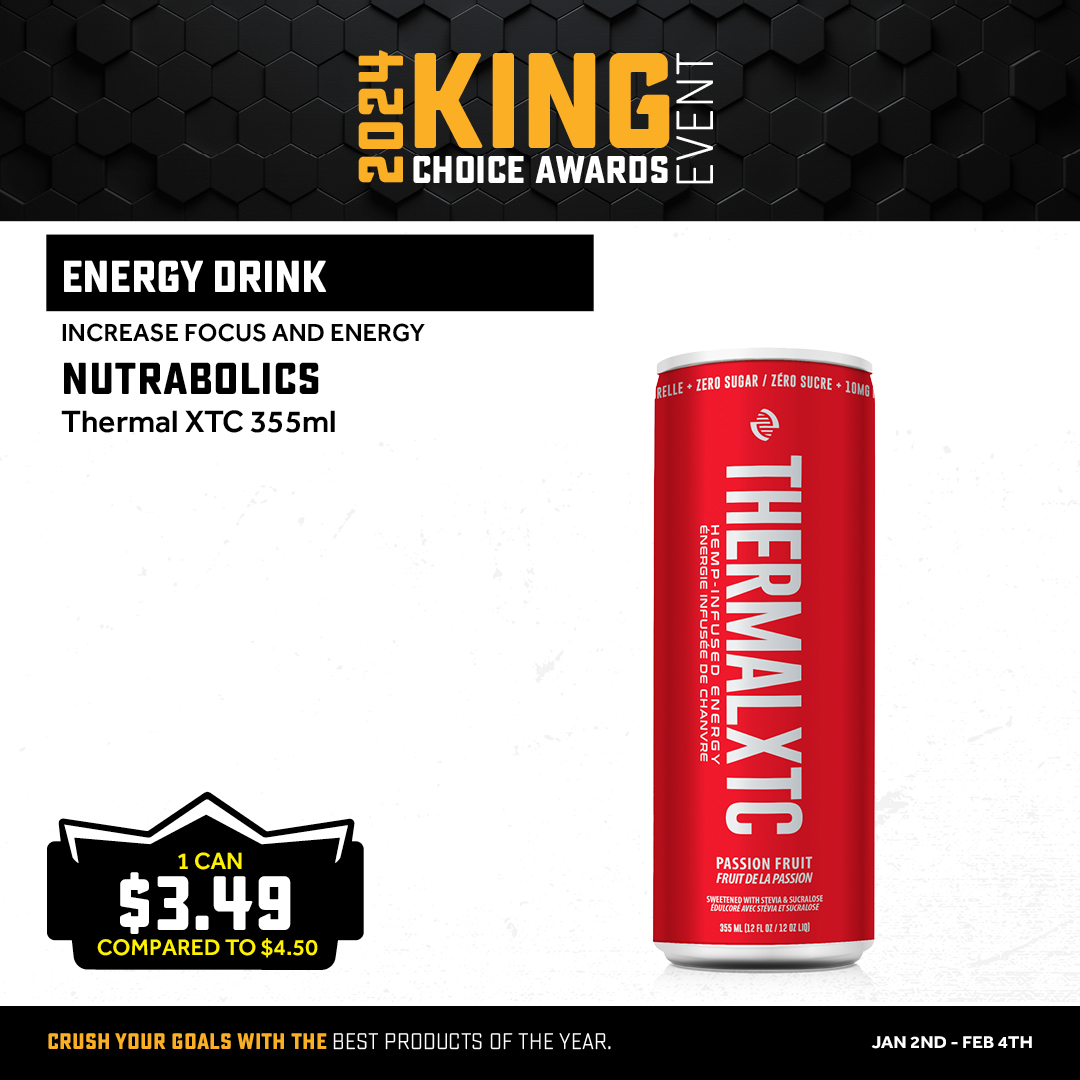 2024
KING
CHOICE AWARDS
EVENT
ENERGY DRINK
INCREASE FOCUS AND ENERGY
NUTRABOLICS
Thermal XTC 355ml
RELLE + ZERO SUGAR / ZÉRO SUCRE + 10MG
THERMALXTC
HEMP-INFUSED ENERGY
ÉNERGIE INFUSÉE DE CHANVRE
PASSION FRUIT
FRUIT DE LA PASSION
SWEETENED WITH STEVIA & SUCRALOSE
ÉDULCORÉ AVEC STÉVIA ET SUCRALOSE
355 ML (12 FL OZ / 12 OZ LIQ)
1 CAN
$3.49
COMPARED TO $4.50
CRUSH YOUR GOALS WITH THE BEST PRODUCTS OF THE YEAR.
JAN 2ND - FEB 4TH